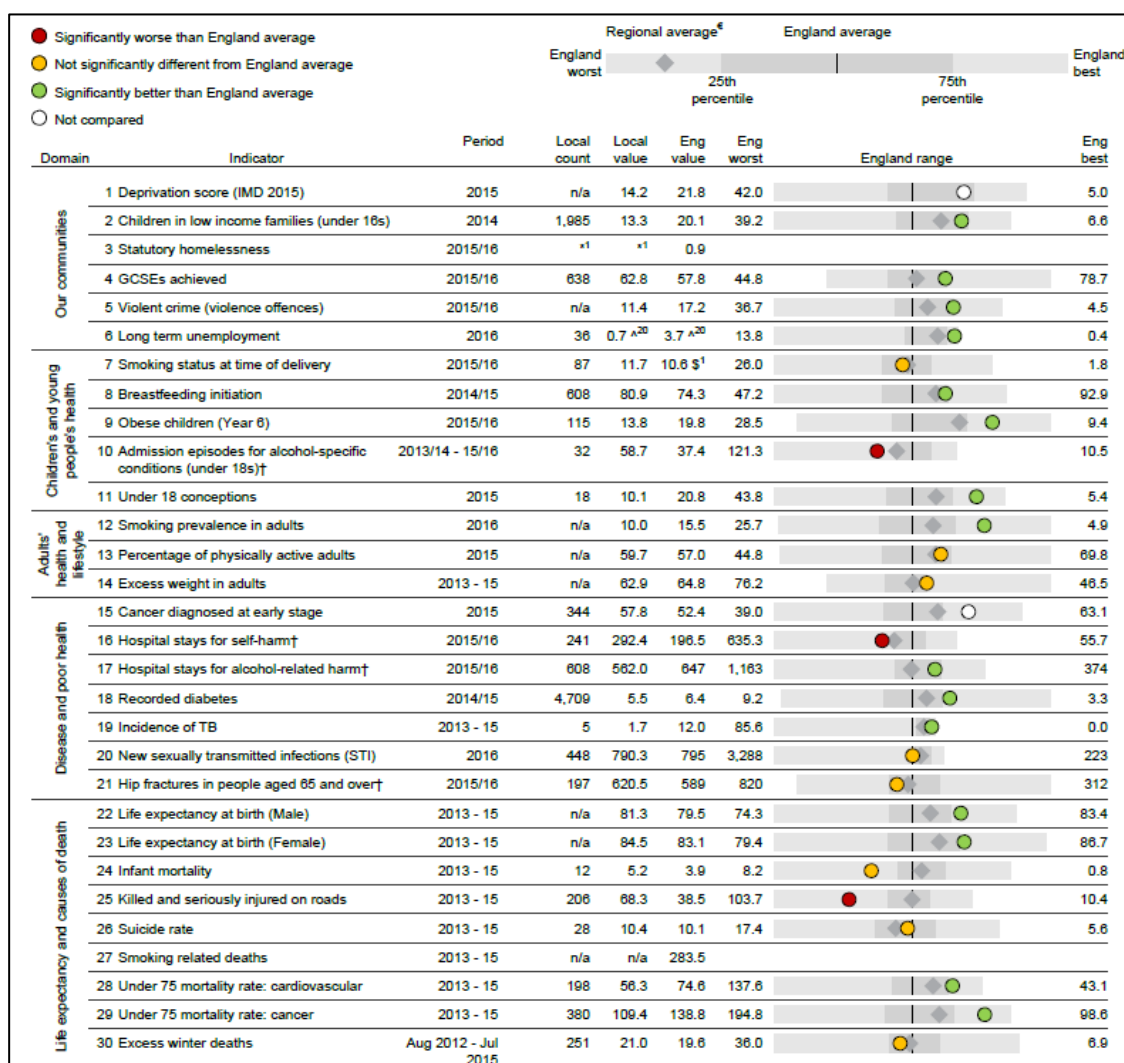 Significantly worse than England average
Not significantly different from England average
Significantly better than England average
Not compared
Regional average€ England average
England worst
England best
25th percentile
75th percentile
Domain Indicator Period Local count Local value Eng value Eng worst England range Eng best
Our communities
1 Deprivation score (IMD 2015) 2015 n/a 14.2 21.8 42.0 5.0
2 Children in low income families (under 16s) 2014 1,985 13.3 20.1 39.2 6.6
3 Statutory homelessness 2015/16 *1 *1 0.9
4 GCSEs achieved 2015/16 638 62.8 57.8 44.8 78.7
5 Violent crime (violence offences) 2015/16 n/a 11.4 17.2 36.7 4.5
6 Long term unemployment 2016 36 0.7 ^20 3.7 ^20 13.8 0.4
Children's and young people's health
7 Smoking status at time of delivery 2015/16 87 11.7 10.6 $1 26.0 1.8
8 Breastfeeding initiation 2014/15 608 80.9 74.3 47.2 92.9
9 Obese children (Year 6) 2015/16 115 13.8 19.8 28.5 9.4
10 Admission episodes for alcohol-specific 2013/14 - 15/16 32 58.7 37.4 121.3 10.5
conditions (under 18s)†
11 Under 18 conceptions 2015 18 10.1 20.8 43.8 5.4
Adults' health and lifestyle
12 Smoking prevalence in adults 2016 n/a 10.0 15.5 25.7 4.9
13 Percentage of physically active adults 2015 n/a 59.7 57.0 44.8 69.8
14 Excess weight in adults 2013 - 15 n/a 62.9 64.8 76.2 46.5
Disease and poor health
15 Cancer diagnosed at early stage 2015 344 57.8 52.4 39.0 63.1
16 Hospital stays for self-harm† 2015/16 241 292.4 196.5 635.3 55.7
17 Hospital stays for alcohol-related harm† 2015/16 608 562.0 647 1,163 374
18 Recorded diabetes 2014/15 4,709 5.5 6.4 9.2 3.3
19 Incidence of TB 2013 - 15 5 1.7 12.0 85.6 0.0
20 New sexually transmitted infections (STI) 2016 448 790.3 795 3,288 223
21 Hip fractures in people aged 65 and over† 2015/16 197 620.5 589 820 312
Life expectancy and causes of death
22 Life expectancy at birth (Male) 2013 - 15 n/a 81.3 79.5 74.3 83.4
23 Life expectancy at birth (Female) 2013 - 15 n/a 84.5 83.1 79.4 86.7
24 Infant mortality 2013 - 15 12 5.2 3.9 8.2 0.8
25 Killed and seriously injured on roads 2013 - 15 206 68.3 38.5 103.7 10.4
26 Suicide rate 2013 - 15 28 10.4 10.1 17.4 5.6
27 Smoking related deaths 2013 - 15 n/a n/a 283.5
28 Under 75 mortality rate: cardiovascular 2013 - 15 198 56.3 74.6 137.6 43.1
29 Under 75 mortality rate: cancer 2013 - 15 380 109.4 138.8 194.8 98.6
30 Excess winter deaths Aug 2012 - Jul 2015 251 21.0 19.6 36.0 6.9